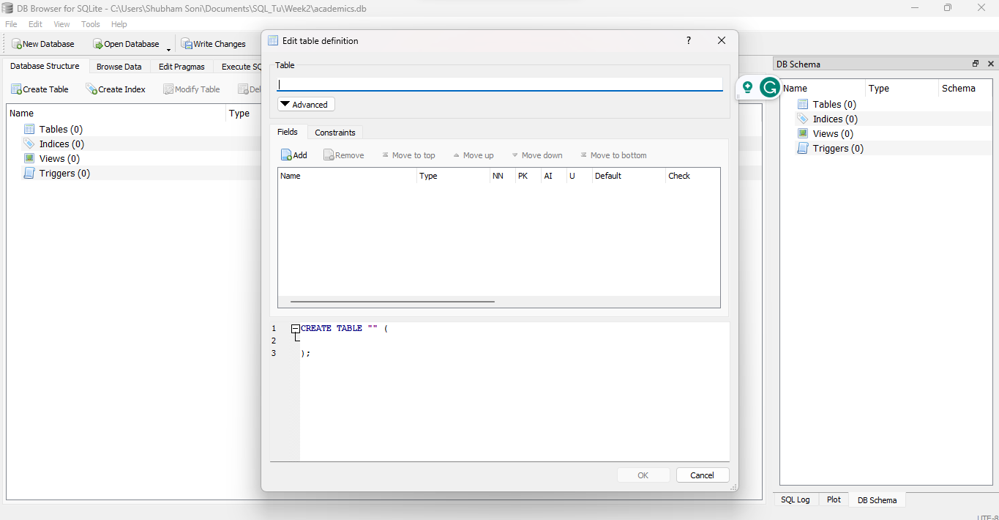 DB Browser for SQLite - C:\Users\Shubham Soni\Documents\SQL_Tu\Week2\academics.db
File Edit View Tools Help
New Database Open Database Write Changes
Database Structure Browse Data Edit Pragmas Execute SQ
Create Table Create Index Modify Table Del
Name Type
Tables (0)
Indices (0)
Views (0)
Triggers (0)
Edit table definition ?
Table
Advanced
Fields Constraints
Add Remove Move to top Move up Move down Move to bottom
Name Type NN PK AI U Default Check
1 CREATE TABLE "" (
2
3 );
OK Cancel
DB Schema
Name Type Schema
Tables (0)
Indices (0)
Views (0)
Triggers (0)
SQL Log Plot DB Schema
UTF-8